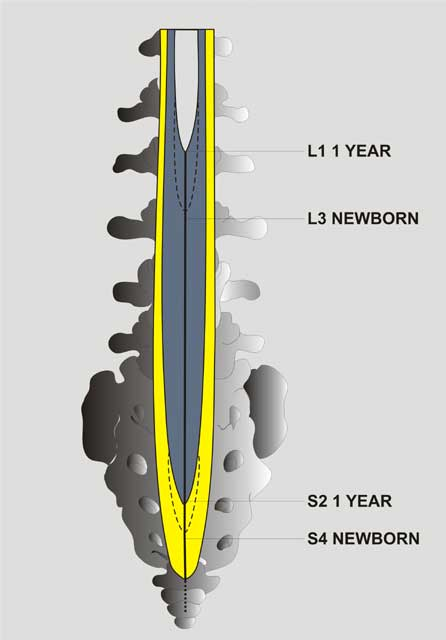 L1 1 YEAR
L3 NEWBORN
S2 1 YEAR
S4 NEWBORN